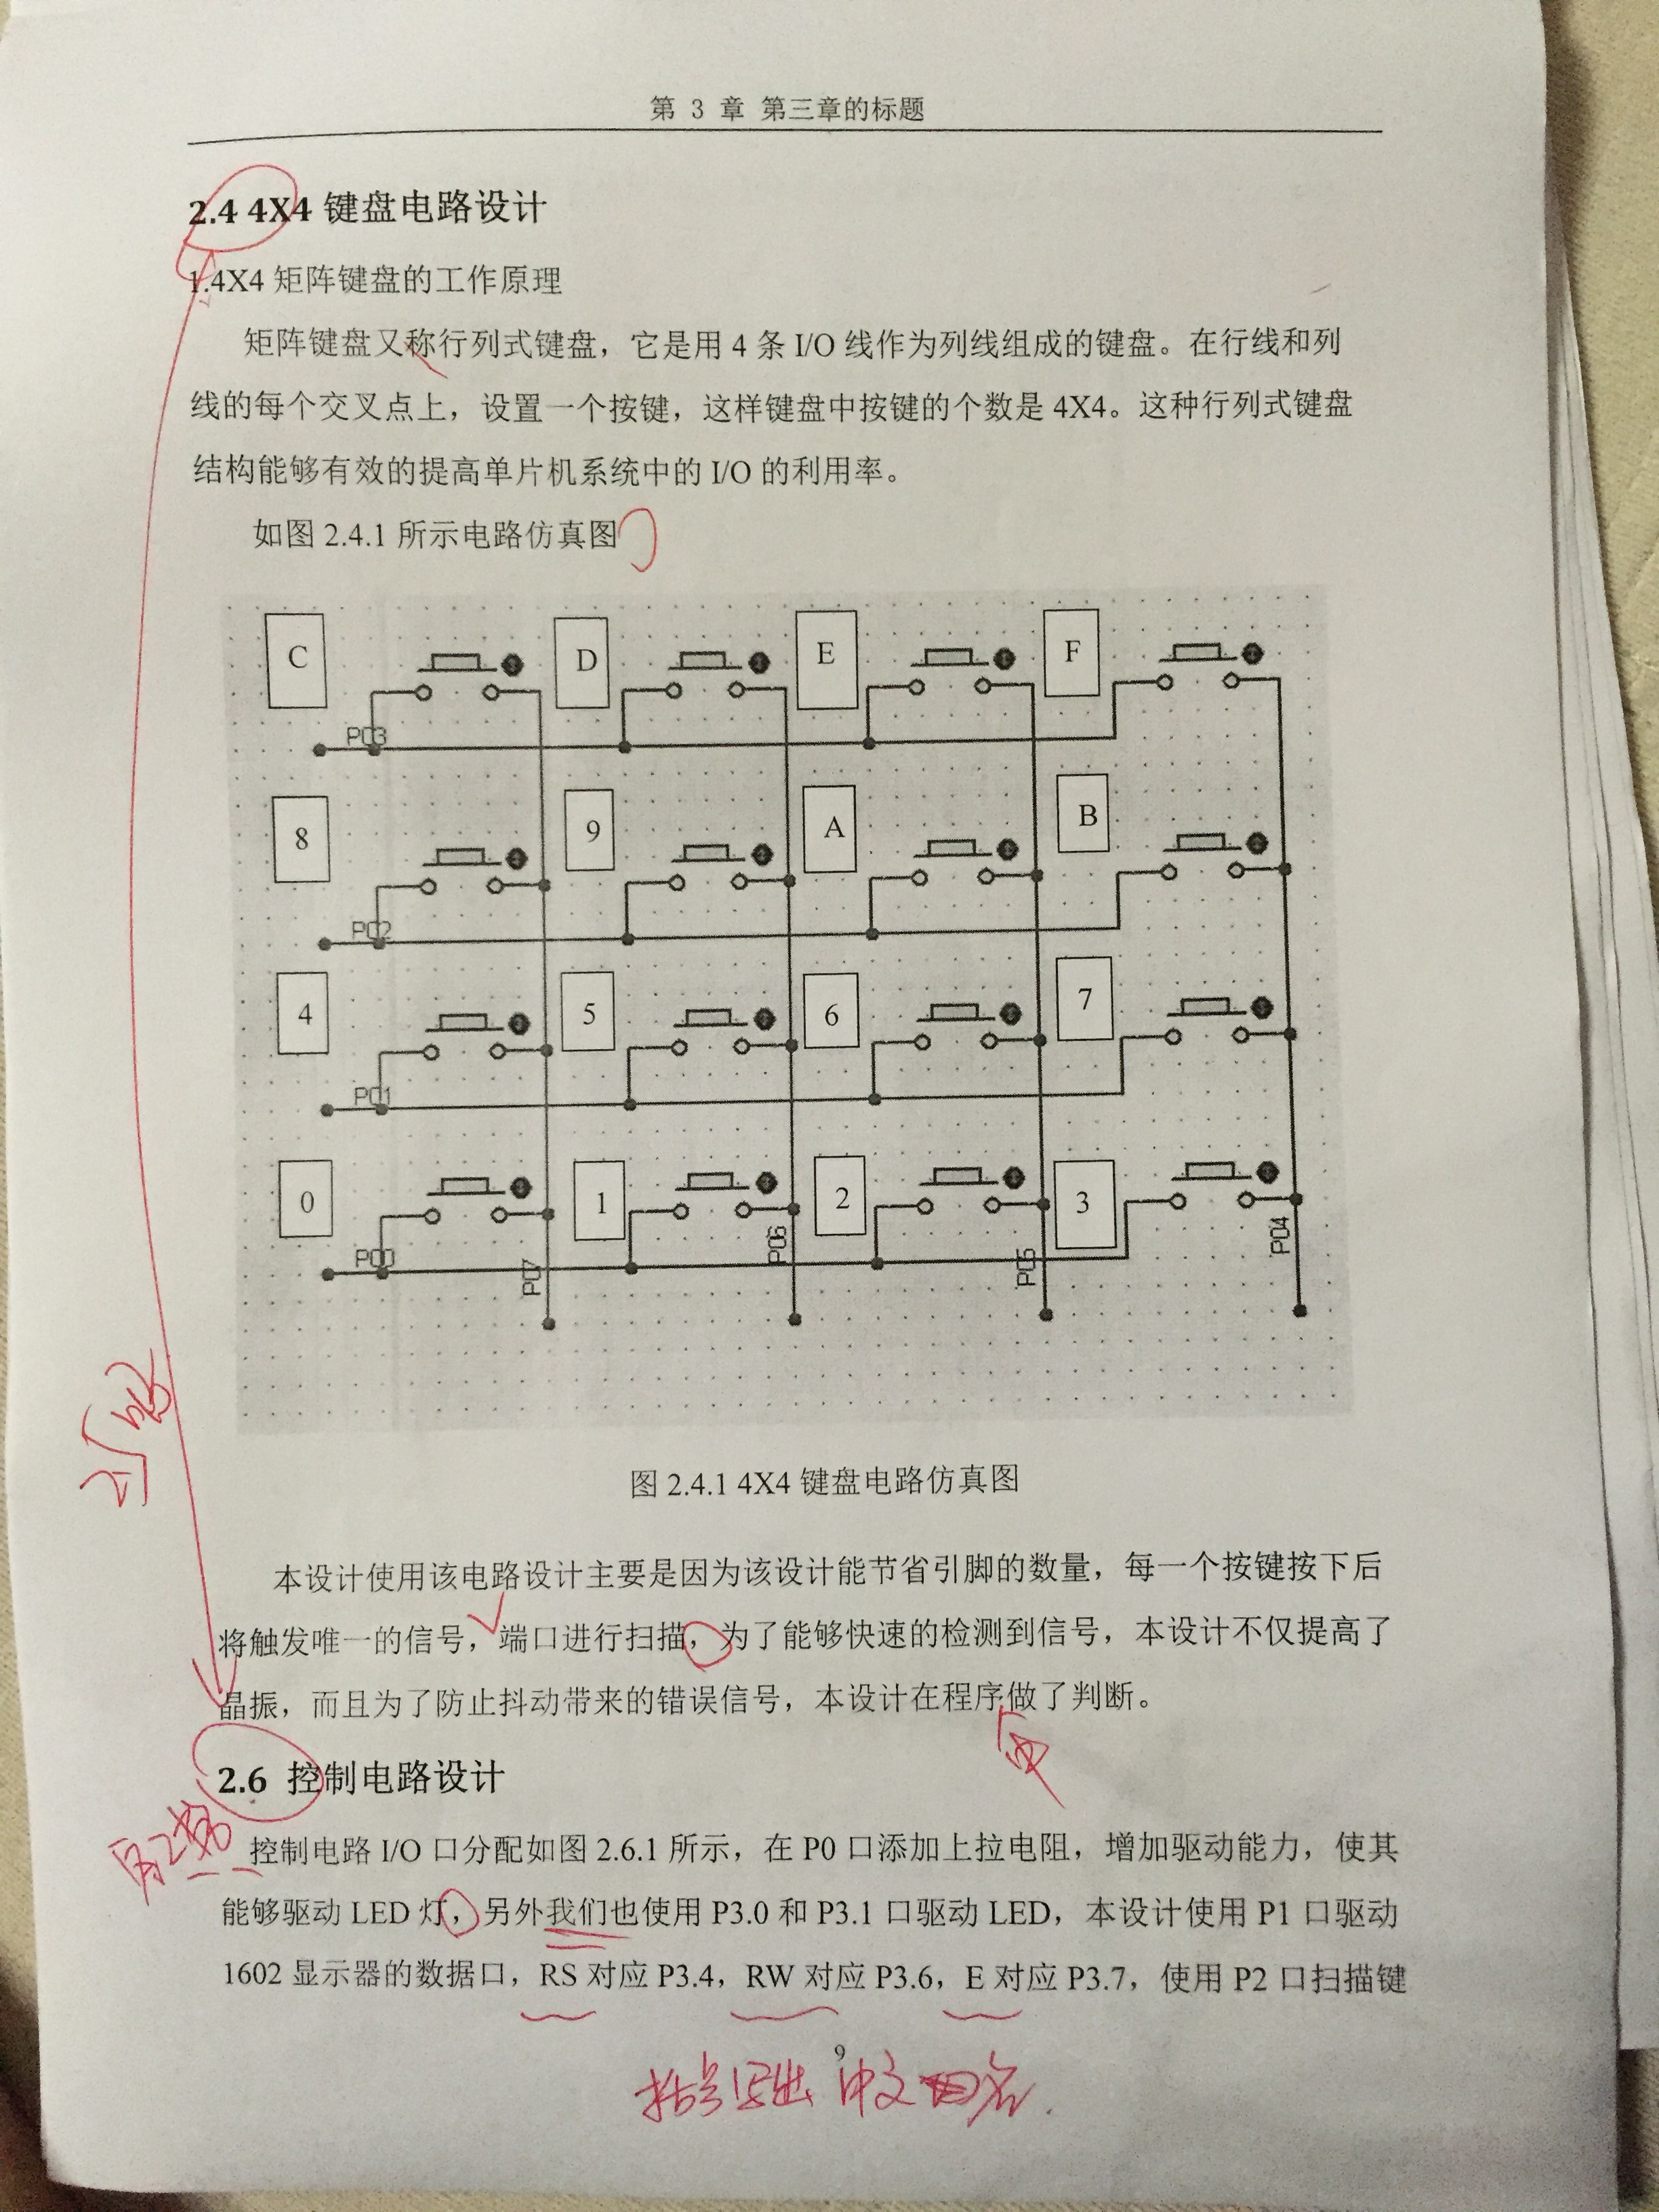 第 3 章 第三章的标题
2.4 4X4 键盘电路设计
1.4X4 矩阵键盘的工作原理
矩阵键盘又称行列式键盘，它是用 4 条 I/O 线作为列线组成的键盘。在行线和列
线的每个交叉点上，设置一个按键，这样键盘中按键的个数是 4X4。这种行列式键盘
结构能够有效的提高单片机系统中的 I/O 的利用率。
如图 2.4.1 所示电路仿真图
C D E F
P03
8 9 A B
P02
4 5 6 7
P01
0 1 2 3
P00 P07 P06 P05 P04
图 2.4.1 4X4 键盘电路仿真图
本设计使用该电路设计主要是因为该设计能节省引脚的数量，每一个按键按下后
将触发唯一的信号，端口进行扫描，为了能够快速的检测到信号，本设计不仅提高了
晶振，而且为了防止抖动带来的错误信号，本设计在程序做了判断。
中
2.6 控制电路设计
控制电路 I/O 口分配如图 2.6.1 所示，在 P0 口添加上拉电阻，增加驱动能力，使其
能够驱动 LED 灯，另外我们也使用 P3.0 和 P3.1 口驱动 LED，本设计使用 P1 口驱动
1602 显示器的数据口，RS 对应 P3.4，RW 对应 P3.6，E 对应 P3.7，使用 P2 口扫描键
9
括号写出中文名.